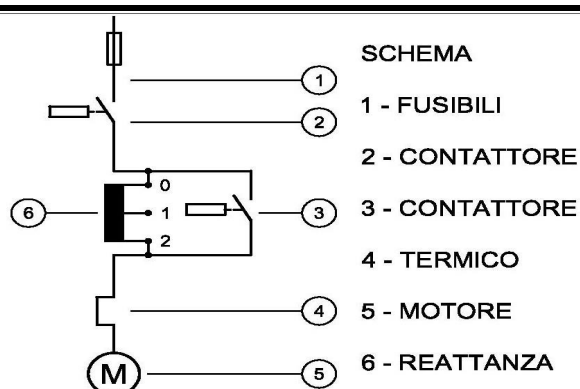 SCHEMA
1 - FUSIBILI
2 - CONTATTORE
3 - CONTATTORE
4 - TERMICO
5 - MOTORE
6 - REATTANZA
1
2
0
6
1
3
2
4
M
5